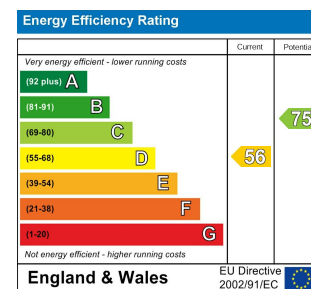 Energy Efficiency Rating
Current Potentia
Very energy efficient - lower running costs
(92 plus) A
(81-91) B
(69-80) C
(55-68) D
(39-54) E
(21-38) F
(1-20) G
56
75
Not energy efficient - higher running costs
England & Wales
EU Directive
2002/91/EC